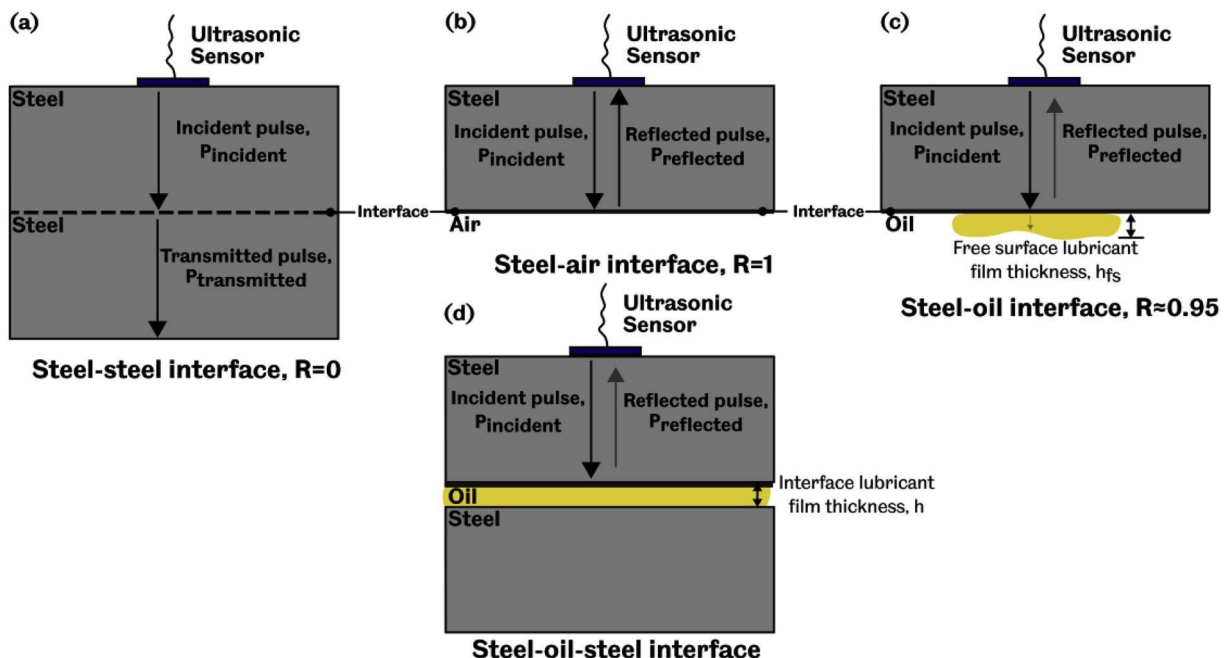 (a)
Ultrasonic
Sensor
Steel
Incident pulse,
Pincident
Steel
Transmitted pulse,
Ptransmitted
Steel-steel interface, R=0
Interface
(b)
Ultrasonic
Sensor
Steel
Incident pulse,
Pincident
Reflected pulse,
Preflected
Air
Steel-air interface, R=1
Interface
(c)
Ultrasonic
Sensor
Steel
Incident pulse,
Pincident
Reflected pulse,
Preflected
Oil
Free surface lubricant
film thickness, hfs
Steel-oil interface, R≈0.95
(d)
Ultrasonic
Sensor
Steel
Incident pulse,
Pincident
Reflected pulse,
Preflected
Oil
Steel
Interface lubricant
film thickness, h
Steel-oil-steel interface